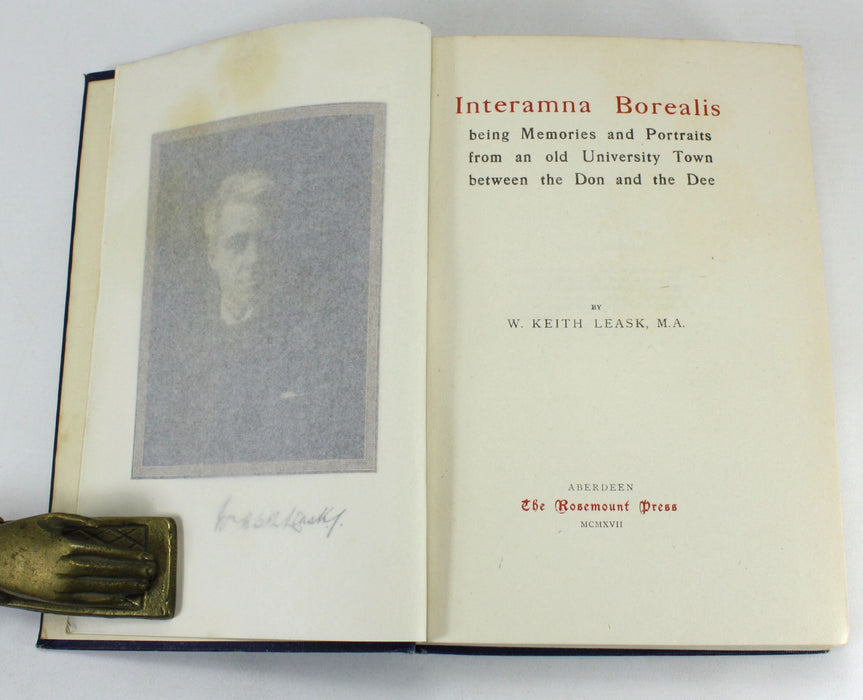 Interamna Borealis
being Memories and Portraits
from an old University Town
between the Don and the Dee
BY
W. KEITH LEASK, M.A.
ABERDEEN
The Rosemount Press
MCMXVII